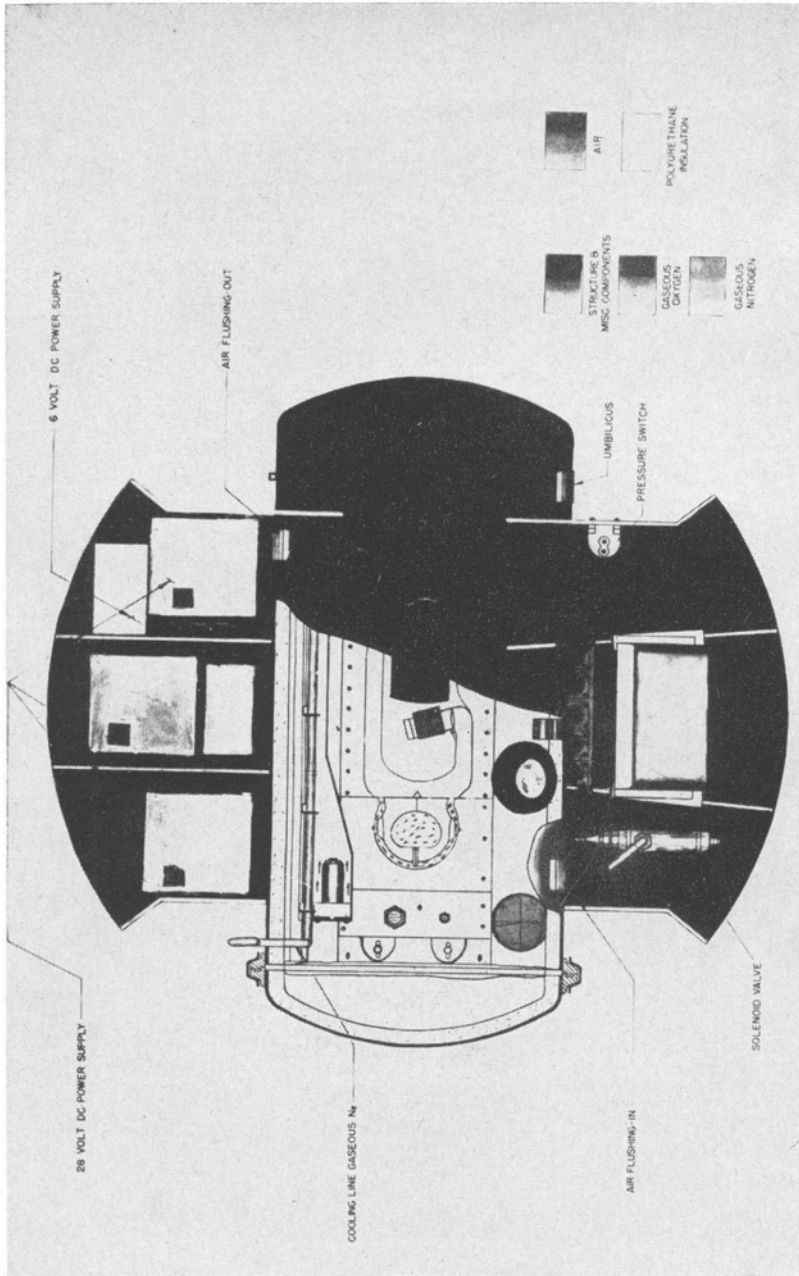 28 VOLT DC POWER SUPPLY
6 VOLT DC POWER SUPPLY
AIR FLUSHING-OUT
COOLING LINE GASEOUS N2
UMBILICUS
PRESSURE SWITCH
AIR FLUSHING-IN
SOLENOID VALVE
STRUCTURE &
MISC COMPONENTS
GASEOUS
OXYGEN
GASEOUS
NITROGEN
AIR
POLYURETHANE
INSULATION